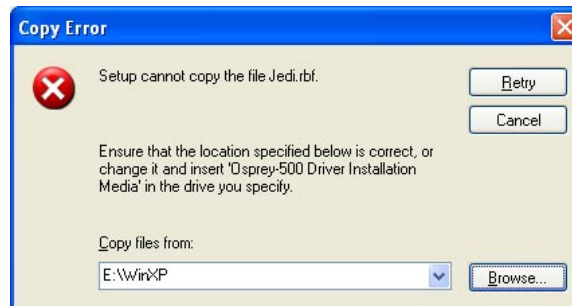 Copy Error
Setup cannot copy the file Jedi.rbf.
Retry
Cancel
Ensure that the location specified below is correct, or
change it and insert 'Osprey-500 Driver Installation
Media' in the drive you specify.
Copy files from:
E:\WinXP
Browse...